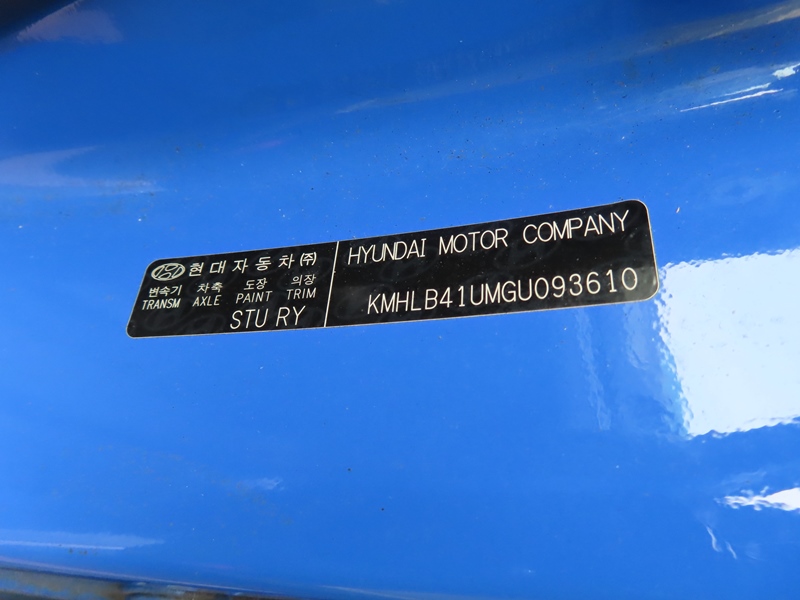 현대자동차㈜
변속기 차축 도장 의장
TRANSM AXLE PAINT TRIM
STU RY
HYUNDAI MOTOR COMPANY
KMHLB41UMGU093610